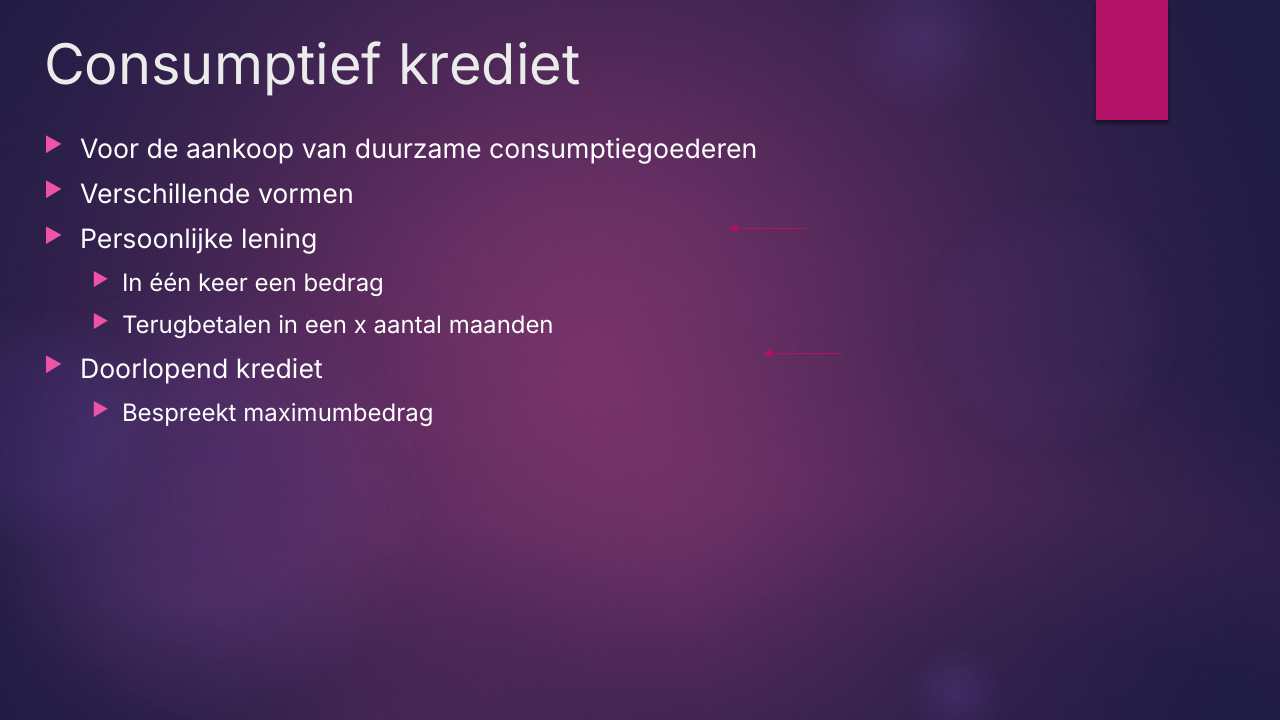 Consumptief krediet
Voor de aankoop van duurzame consumptiegoederen
Verschillende vormen
Persoonlijke lening
In één keer een bedrag
Terugbetalen in een x aantal maanden
Doorlopend krediet
Bespreekt maximumbedrag